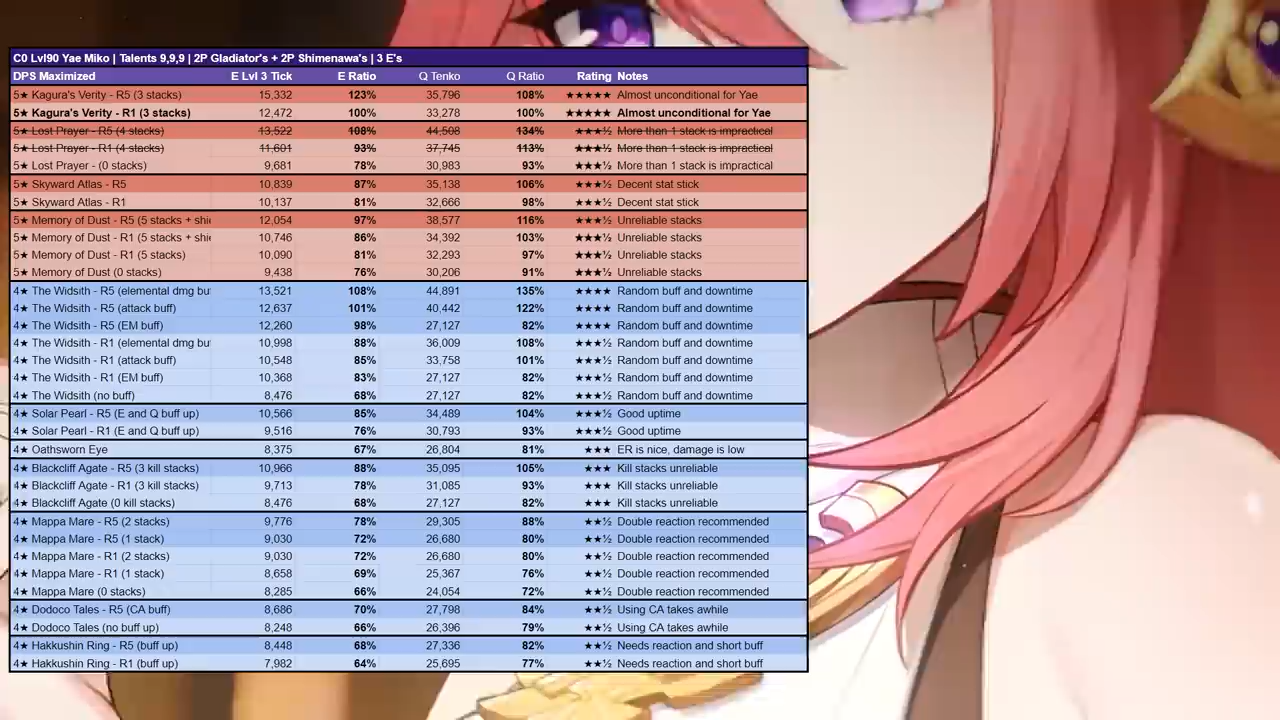 C0 Lvl90 Yae Miko | Talents 9,9,9 | 2P Gladiator's + 2P Shimenawa's | 3 E's
DPS Maximized E Lvl 3 Tick E Ratio Q Tenko Q Ratio Rating Notes
5★ Kagura's Verity - R5 (3 stacks) 15,332 123% 35,796 108% ★★★★★ Almost unconditional for Yae
5★ Kagura's Verity - R1 (3 stacks) 12,472 100% 33,278 100% ★★★★★ Almost unconditional for Yae
5★ Lost Prayer - R5 (4 stacks) 13,522 108% 44,508 134% ★★★½ More than 1 stack is impractical
5★ Lost Prayer - R1 (4 stacks) 11,601 93% 37,745 113% ★★★½ More than 1 stack is impractical
5★ Lost Prayer - (0 stacks) 9,681 78% 30,983 93% ★★★½ More than 1 stack is impractical
5★ Skyward Atlas - R5 10,839 87% 35,138 106% ★★★½ Decent stat stick
5★ Skyward Atlas - R1 10,137 81% 32,666 98% ★★★½ Decent stat stick
5★ Memory of Dust - R5 (5 stacks + shie 12,054 97% 38,577 116% ★★★½ Unreliable stacks
5★ Memory of Dust - R1 (5 stacks + shie 10,746 86% 34,392 103% ★★★½ Unreliable stacks
5★ Memory of Dust - R1 (5 stacks) 10,090 81% 32,293 97% ★★★½ Unreliable stacks
5★ Memory of Dust (0 stacks) 9,438 76% 30,206 91% ★★★½ Unreliable stacks
4★ The Widsith - R5 (elemental dmg buf 13,521 108% 44,891 135% ★★★★ Random buff and downtime
4★ The Widsith - R5 (attack buff) 12,637 101% 40,442 122% ★★★★ Random buff and downtime
4★ The Widsith - R5 (EM buff) 12,260 98% 27,127 82% ★★★★ Random buff and downtime
4★ The Widsith - R1 (elemental dmg buf 10,998 88% 36,009 108% ★★★½ Random buff and downtime
4★ The Widsith - R1 (attack buff) 10,548 85% 33,758 101% ★★★½ Random buff and downtime
4★ The Widsith - R1 (EM buff) 10,368 83% 27,127 82% ★★★½ Random buff and downtime
4★ The Widsith (no buff) 8,476 68% 27,127 82% ★★★½ Random buff and downtime
4★ Solar Pearl - R5 (E and Q buff up) 10,566 85% 34,489 104% ★★★½ Good uptime
4★ Solar Pearl - R1 (E and Q buff up) 9,516 76% 30,793 93% ★★★½ Good uptime
4★ Oathsworn Eye 8,375 67% 26,804 81% ★★★ ER is nice, damage is low
4★ Blackcliff Agate - R5 (3 kill stacks) 10,966 88% 35,095 105% ★★★ Kill stacks unreliable
4★ Blackcliff Agate - R1 (3 kill stacks) 9,713 78% 31,085 93% ★★★ Kill stacks unreliable
4★ Blackcliff Agate (0 kill stacks) 8,476 68% 27,127 82% ★★★ Kill stacks unreliable
4★ Mappa Mare - R5 (2 stacks) 9,776 78% 29,305 88% ★★½ Double reaction recommended
4★ Mappa Mare - R5 (1 stack) 9,030 72% 26,680 80% ★★½ Double reaction recommended
4★ Mappa Mare - R1 (2 stacks) 9,030 72% 26,680 80% ★★½ Double reaction recommended
4★ Mappa Mare - R1 (1 stack) 8,658 69% 25,367 76% ★★½ Double reaction recommended
4★ Mappa Mare (0 stacks) 8,285 66% 24,054 72% ★★½ Double reaction recommended
4★ Dodoco Tales - R5 (CA buff) 8,686 70% 27,798 84% ★★½ Using CA takes awhile
4★ Dodoco Tales (no buff up) 8,248 66% 26,396 79% ★★½ Using CA takes awhile
4★ Hakkushin Ring - R5 (buff up) 8,448 68% 27,336 82% ★★½ Needs reaction and short buff
4★ Hakkushin Ring - R1 (buff up) 7,982 64% 25,695 77% ★★½ Needs reaction and short buff